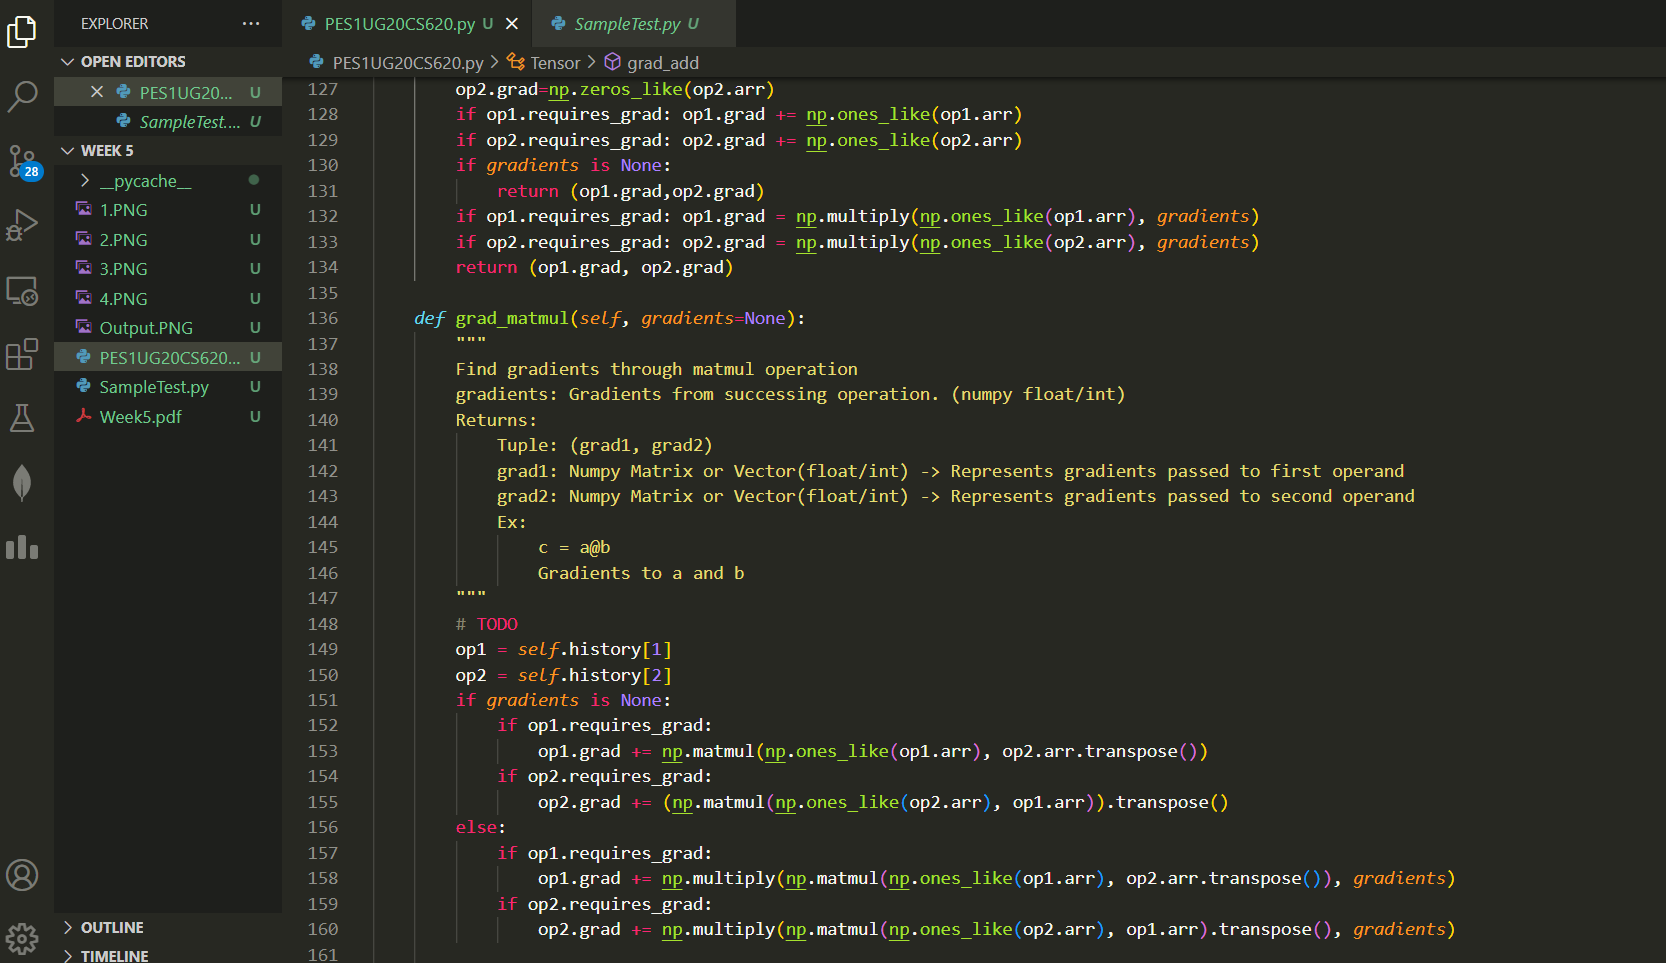 EXPLORER ...
OPEN EDITORS
PES1UG20... U
SampleTest.... U
WEEK 5
__pycache__
1.PNG U
2.PNG U
3.PNG U
4.PNG U
Output.PNG U
PES1UG20CS620... U
SampleTest.py U
Week5.pdf U
OUTLINE
TIMELINE
28
PES1UG20CS620.py U
SampleTest.py U
PES1UG20CS620.py > Tensor > grad_add
127 op2.grad=np.zeros_like(op2.arr)
128 if op1.requires_grad: op1.grad += np.ones_like(op1.arr)
129 if op2.requires_grad: op2.grad += np.ones_like(op2.arr)
130 if gradients is None:
131 return (op1.grad,op2.grad)
132 if op1.requires_grad: op1.grad = np.multiply(np.ones_like(op1.arr), gradients)
133 if op2.requires_grad: op2.grad = np.multiply(np.ones_like(op2.arr), gradients)
134 return (op1.grad, op2.grad)
135
136 def grad_matmul(self, gradients=None):
137 """
138 Find gradients through matmul operation
139 gradients: Gradients from successing operation. (numpy float/int)
140 Returns:
141 Tuple: (grad1, grad2)
142 grad1: Numpy Matrix or Vector(float/int) -> Represents gradients passed to first operand
143 grad2: Numpy Matrix or Vector(float/int) -> Represents gradients passed to second operand
144 Ex:
145 c = a@b
146 Gradients to a and b
147 """
148 # TODO
149 op1 = self.history[1]
150 op2 = self.history[2]
151 if gradients is None:
152 if op1.requires_grad:
153 op1.grad += np.matmul(np.ones_like(op1.arr), op2.arr.transpose())
154 if op2.requires_grad:
155 op2.grad += (np.matmul(np.ones_like(op2.arr), op1.arr)).transpose()
156 else:
157 if op1.requires_grad:
158 op1.grad += np.multiply(np.matmul(np.ones_like(op1.arr), op2.arr.transpose()), gradients)
159 if op2.requires_grad:
160 op2.grad += np.multiply(np.matmul(np.ones_like(op2.arr), op1.arr).transpose(), gradients)
161